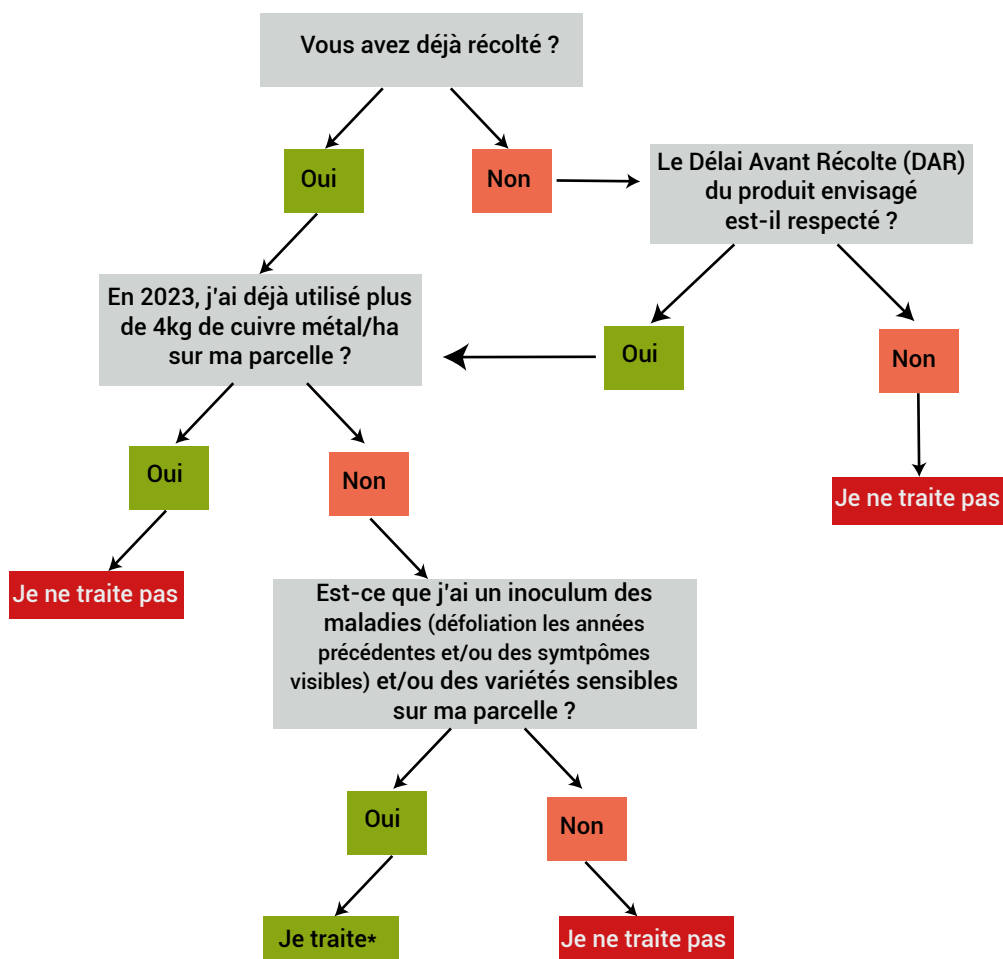 Vous avez déjà récolté ?
Oui
Non
Le Délai Avant Récolte (DAR)
du produit envisagé
est-il respecté ?
En 2023, j'ai déjà utilisé plus
de 4kg de cuivre métal/ha
sur ma parcelle ?
Oui
Non
Oui
Non
Je ne traite pas
Je ne traite pas
Est-ce que j'ai un inoculum des
maladies (défoliation les années
précédentes et/ou des symtpômes
visibles) et/ou des variétés sensibles
sur ma parcelle ?
Oui
Non
Je traite*
Je ne traite pas